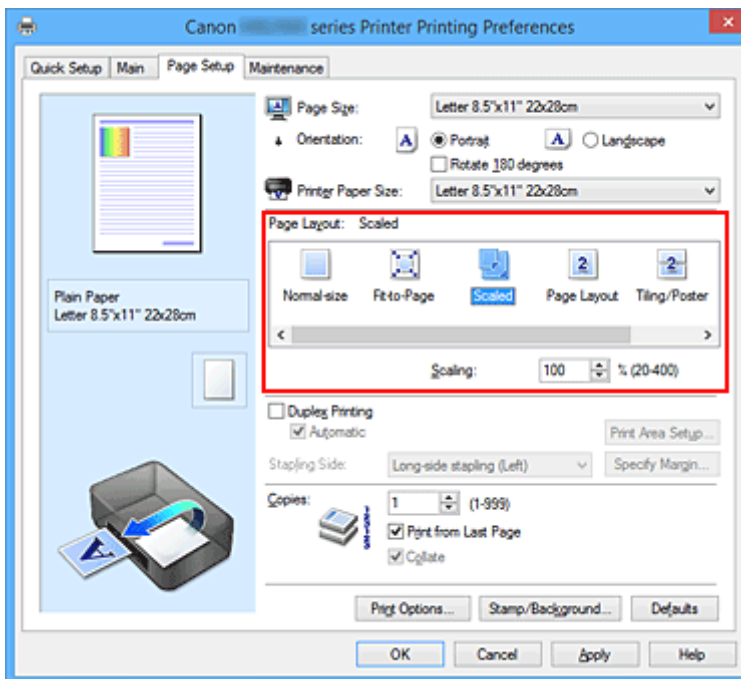 Canon series Printer Printing Preferences
Quick Setup Main Page Setup Maintenance
Page Size: Letter 8.5"x11" 22x28cm
Orientation: A Portrait A Landscape
Rotate 180 degrees
Printer Paper Size: Letter 8.5"x11" 22x28cm
Page Layout: Scaled
2 2
Normal-size Fit-to-Page Scaled Page Layout Tiling/Poster
Scaling: 100 % (20-400)
Plain Paper
Letter 8.5"x11" 22x28cm
Duplex Printing
Automatic Print Area Setup...
Stapling Side: Long-side stapling (Left) Specify Margin...
Copies: 1 (1-999)
Print from Last Page
Collate
A
Print Options... Stamp/Background... Defaults
OK Cancel Apply Help